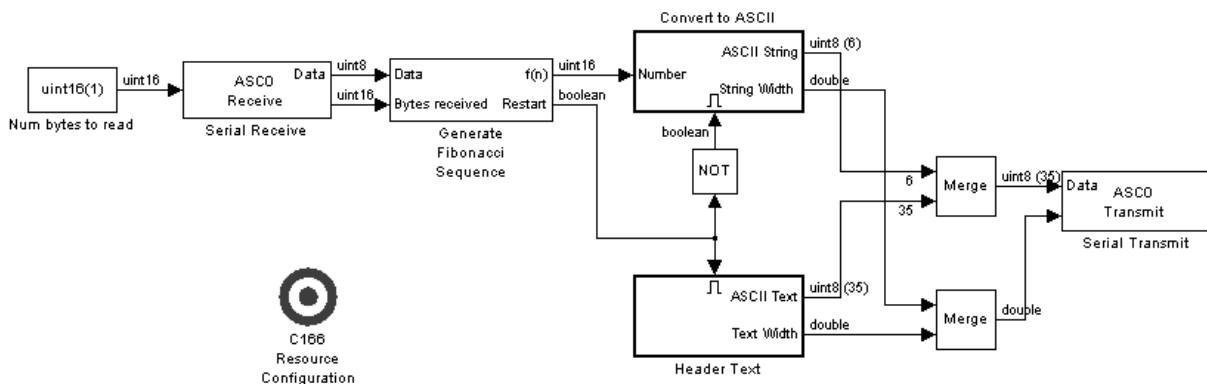 Convert to ASCII
uint16(1)
uint16
Num bytes to read
ASC0
Receive
Data
Serial Receive
uint8
uint16
Data
Bytes received
f(n)
Restart
Generate
Fibonacci
Sequence
uint16
boolean
Number
ASCII String
String Width
uint8 (6)
double
boolean
NOT
6
35
Merge
uint8 (35)
Data
ASC0
Transmit
Serial Transmit
ASCII Text
Text Width
uint8 (35)
double
Header Text
Merge
double
C166
Resource
Configuration